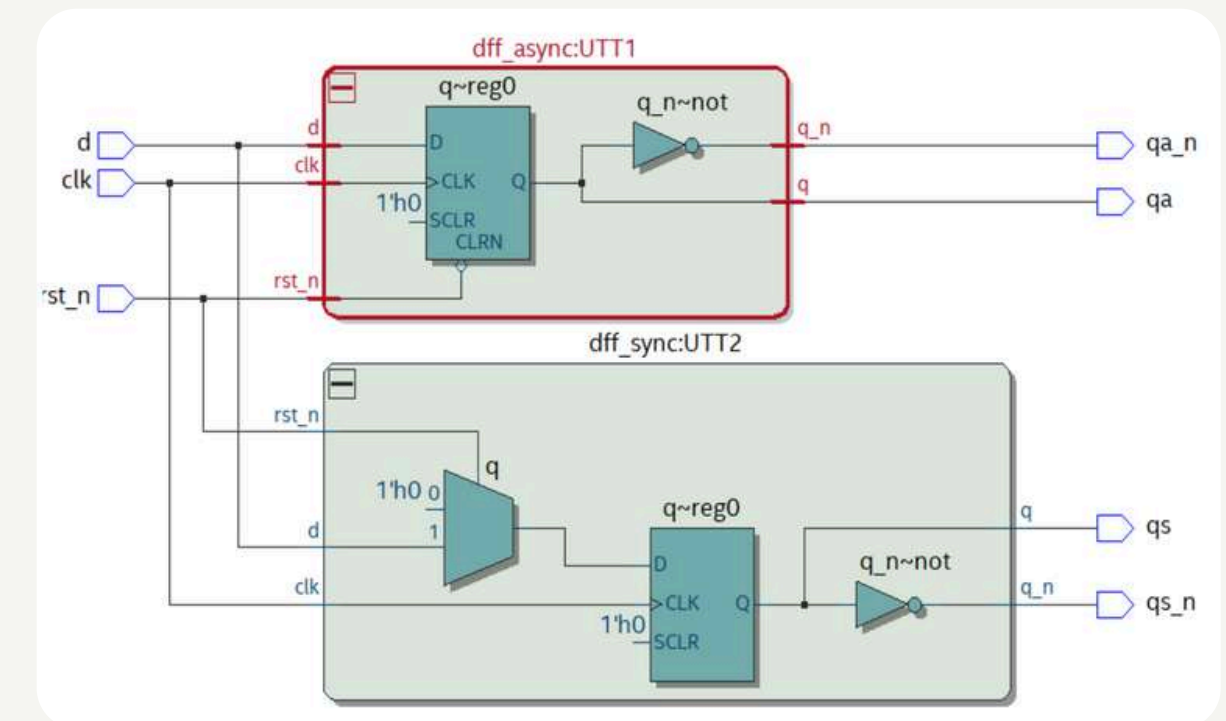 dff_async:UTT1
q~reg0
q_n~not
d
d
D
q_n
qa_n
clk
clk
CLK
Q
q
qa
1'h0
SCLR
CLRN
rst_n
rst_n
dff_sync:UTT2
rst_n
q
1'h0
0
1
d
q~reg0
D
q
qs
clk
CLK
Q
q_n~not
q_n
qs_n
1'h0
SCLR